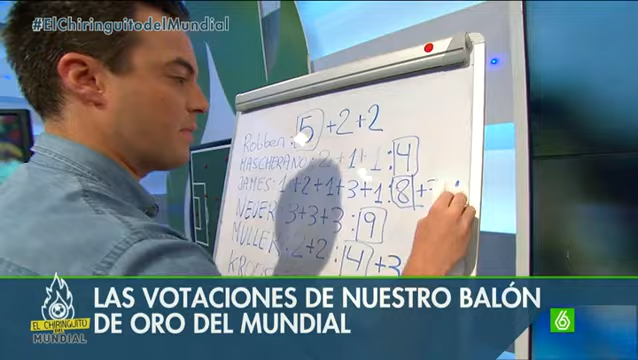 #ElChiringuitodelMundial
Robben: 5 +2+2
MASCHERANO: 2+1+1:4
JAMES: 1+2+1+3+1:8+
NEUER: 3+3+3:9
MULLER: 2+2:4+3
KROOS
LAS VOTACIONES DE NUESTRO BALÓN
DE ORO DEL MUNDIAL
EL CHIRINGUITO
DEL
MUNDIAL
6